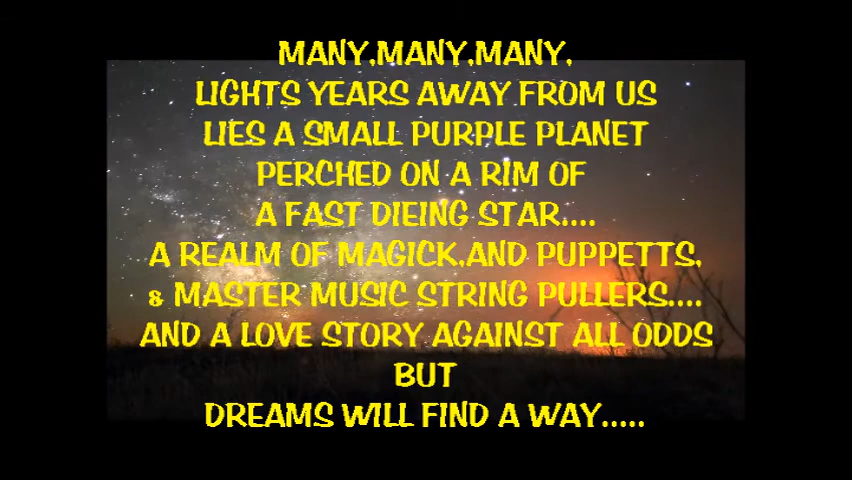 MANY,MANY,MANY,
LIGHTS YEARS AWAY FROM US
LIES A SMALL PURPLE PLANET
PERCHED ON A RIM OF
A FAST DIEING STAR....
A REALM OF MAGICK,AND PUPPETTS,
& MASTER MUSIC STRING PULLERS....
AND A LOVE STORY AGAINST ALL ODDS
BUT
DREAMS WILL FIND A WAY.....